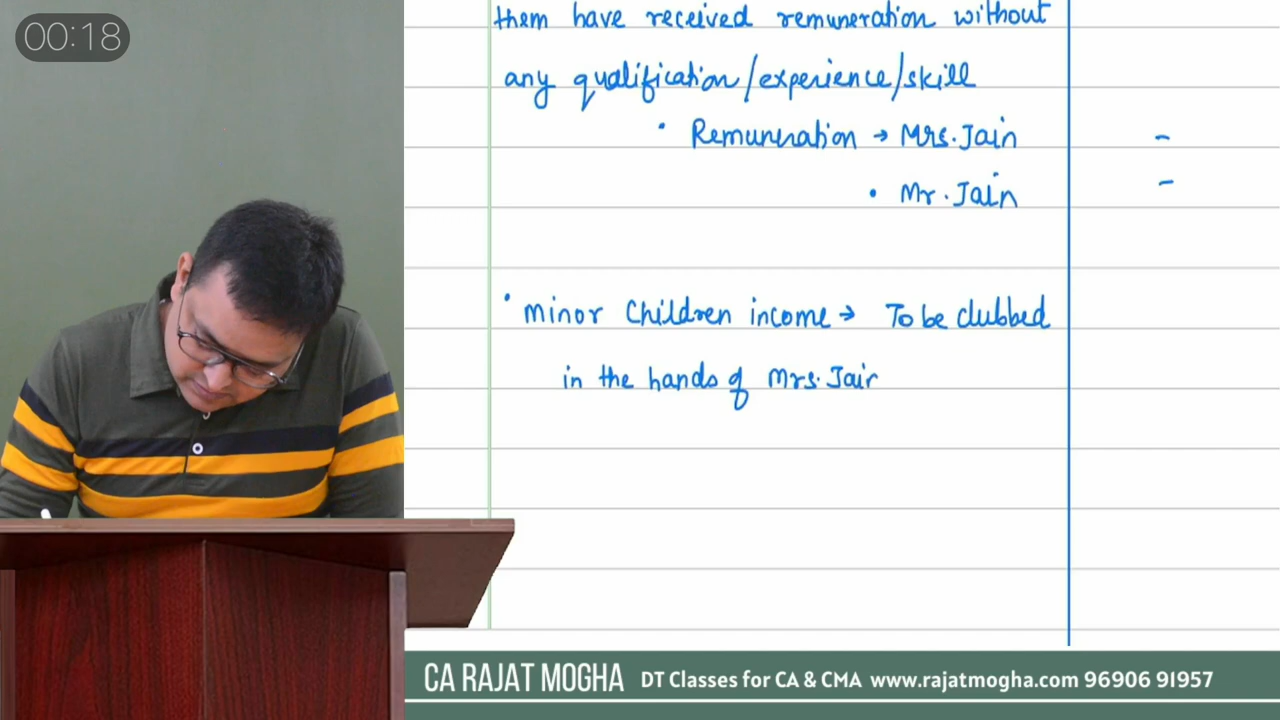 00:18
them have received remuneration without
any qualification/experience/skill
• Remuneration → Mrs. Jain -
• Mr. Jain -
• Minor Children income → To be clubbed
in the hands of Mrs. Jain
CA RAJAT MOGHA DT Classes for CA & CMA www.rajatmogha.com 96906 91957